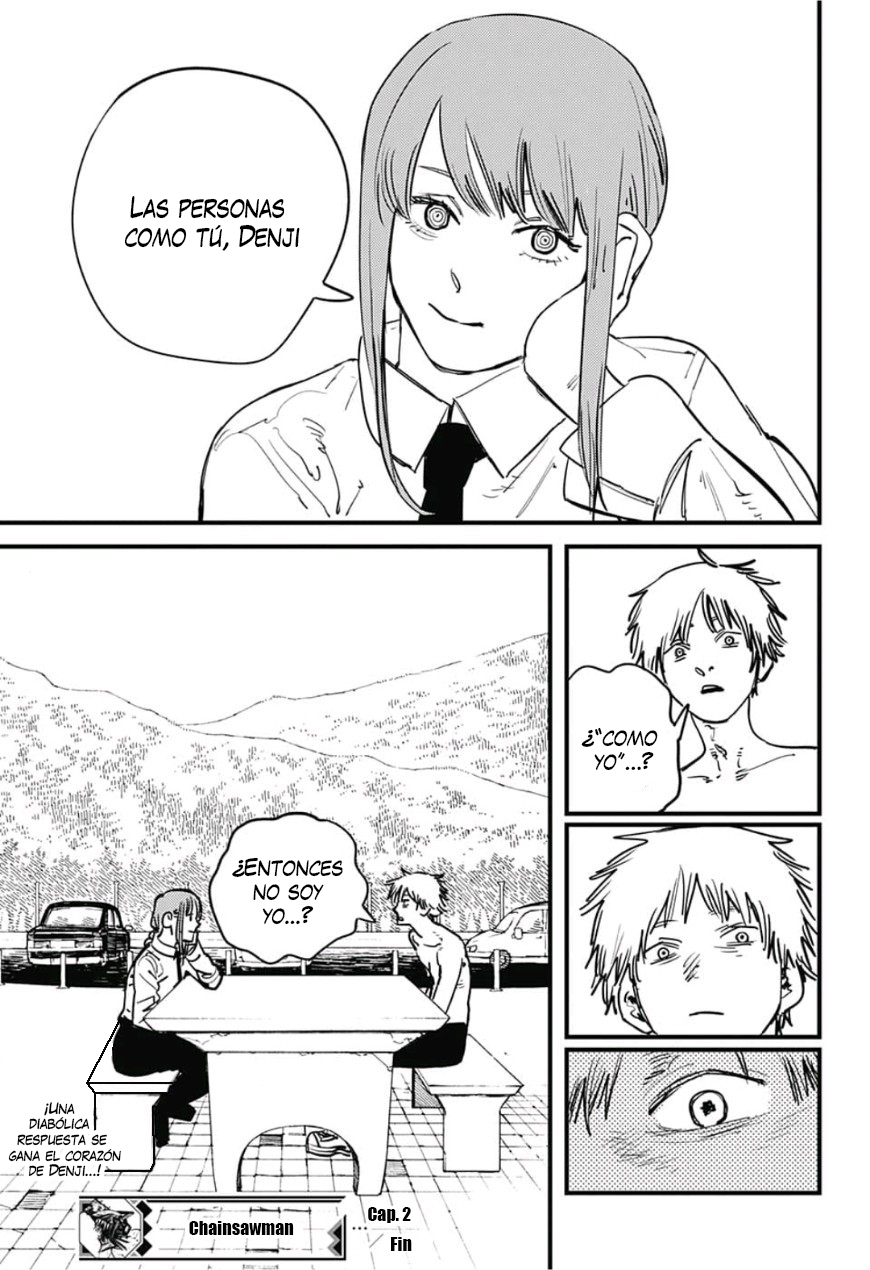 LAS PERSONAS
COMO TÚ, DENJI
¿"COMO
YO"...?
¿ENTONCES
NO SOY
YO...?
¡UNA
DIABÓLICA
RESPUESTA SE
GANA EL CORAZÓN
DE DENJI...!
Chainsawman
Cap. 2
Fin